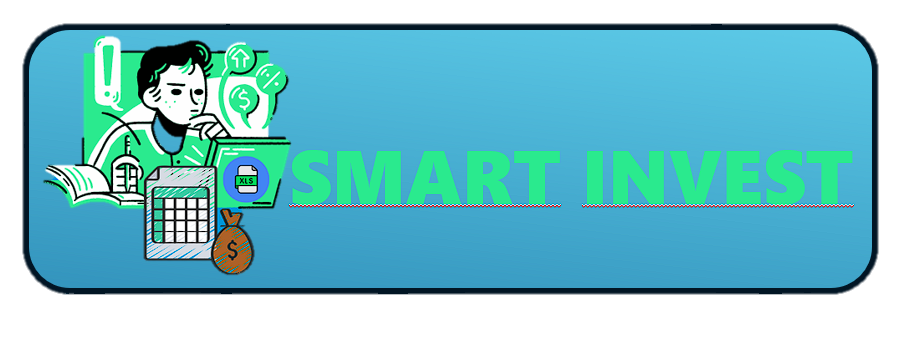 XLS
SMART INVEST
$
$